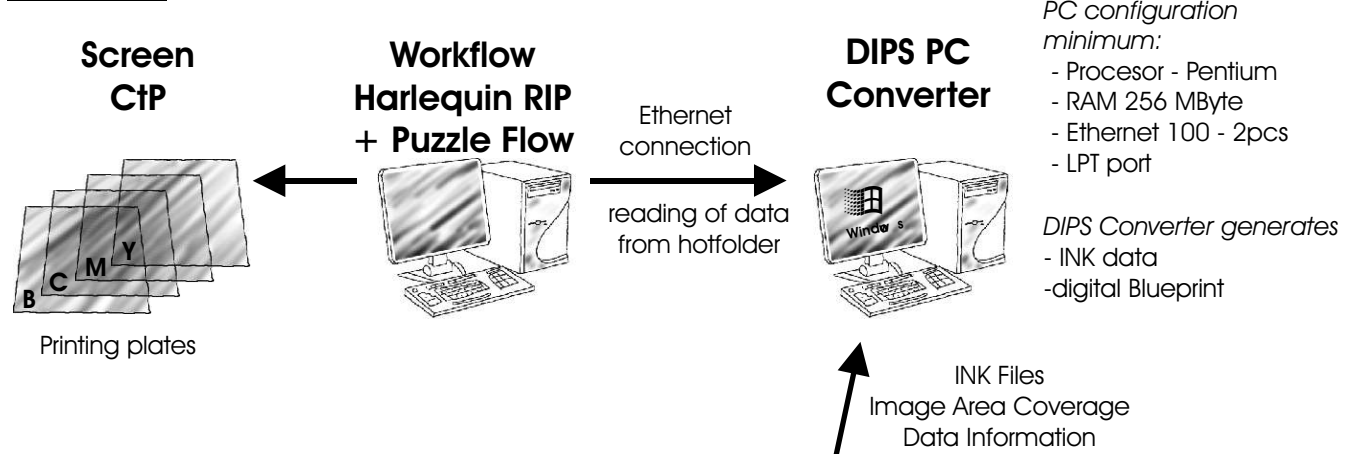 Screen
CtP
B
C
M
Y
Printing plates
Workflow
Harlequin RIP
+ Puzzle Flow
Ethernet
connection
reading of data
from hotfolder
DIPS PC
Converter
Windows
PC configuration
minimum:
- Procesor - Pentium
- RAM 256 MByte
- Ethernet 100 - 2pcs
- LPT port
DIPS Converter generates
- INK data
-digital Blueprint
INK Files
Image Area Coverage
Data Information